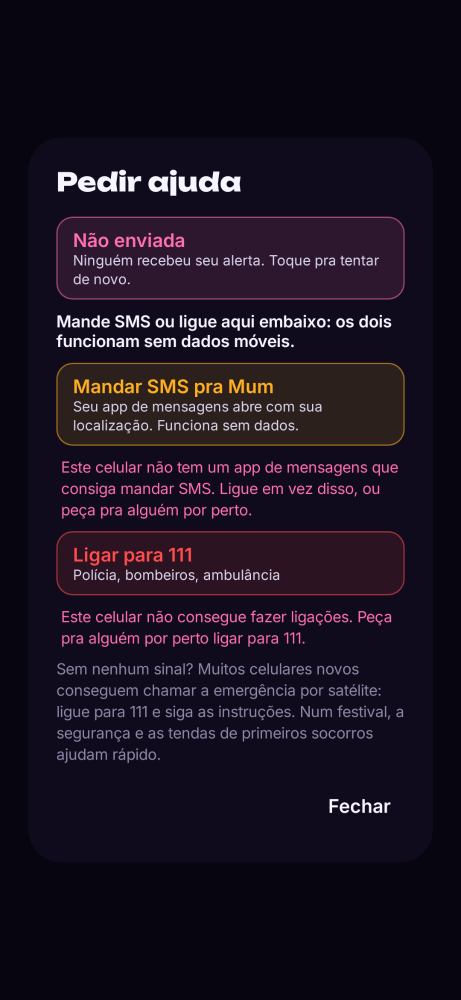 Pedir ajuda
Não enviada
Ninguém recebeu seu alerta. Toque pra tentar
de novo.
Mande SMS ou ligue aqui embaixo: os dois
funcionam sem dados móveis.
Mandar SMS pra Mum
Seu app de mensagens abre com sua
localização. Funciona sem dados.
Este celular não tem um app de mensagens que
consiga mandar SMS. Ligue em vez disso, ou
peça pra alguém por perto.
Ligar para 111
Polícia, bombeiros, ambulância
Este celular não consegue fazer ligações. Peça
pra alguém por perto ligar para 111.
Sem nenhum sinal? Muitos celulares novos
conseguem chamar a emergência por satélite:
ligue para 111 e siga as instruções. Num festival, a
segurança e as tendas de primeiros socorros
ajudam rápido.
Fechar